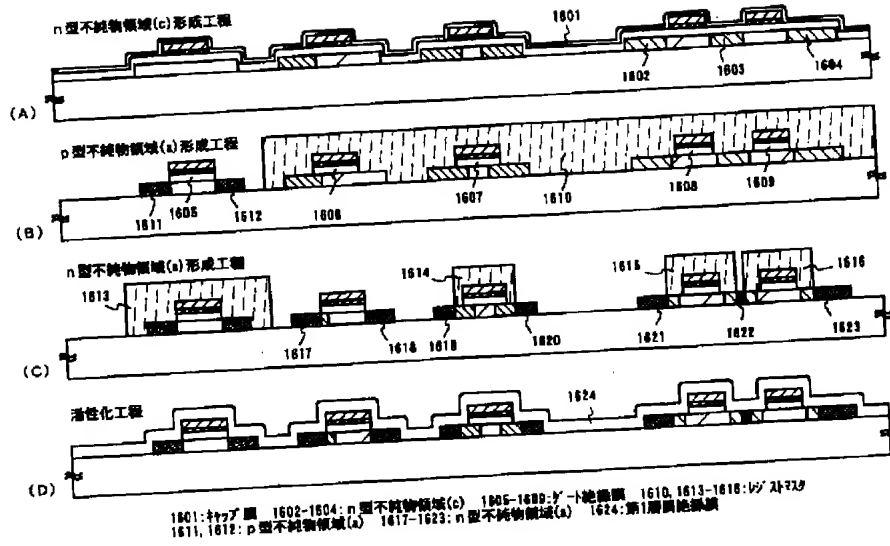 n型不純物領域(c)形成工程
1601
1602
1603
1604
(A)
p型不純物領域(a)形成工程
1611
1605
1612
1606
1607
1610
1608
1609
(B)
n型不純物領域(a)形成工程
1613
1614
1615
1616
1617
1618
1619
1620
1621
1622
1623
(C)
活性化工程
1624
(D)
1601:キャップ膜 1602-1604:n型不純物領域(c) 1605-1609:ゲート絶縁膜 1610,1613-1616:レジストマスク
1611,1612:p型不純物領域(a) 1617-1623:n型不純物領域(a) 1624:第1層間絶縁膜